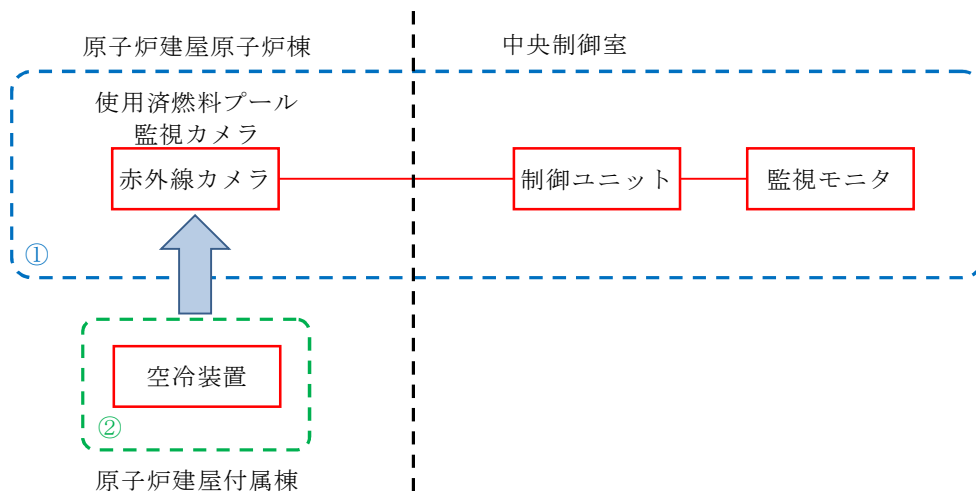 原子炉建屋原子炉棟
中央制御室
使用済燃料プール
監視カメラ
赤外線カメラ
制御ユニット
監視モニタ
①
空冷装置
②
原子炉建屋付属棟